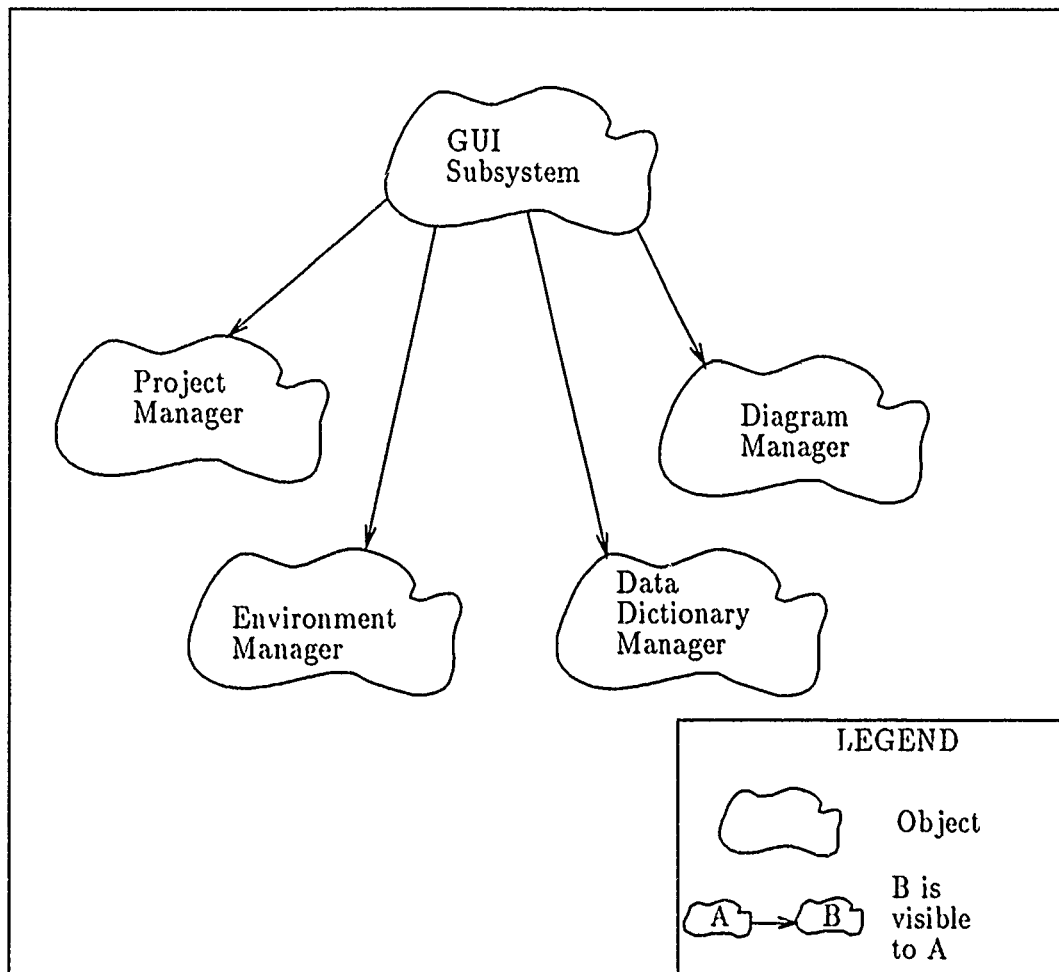 GUI
Subsystem
Project
Manager
Diagram
Manager
Environment
Manager
Data
Dictionary
Manager
LEGEND
Object
A
B
B is
visible
to A